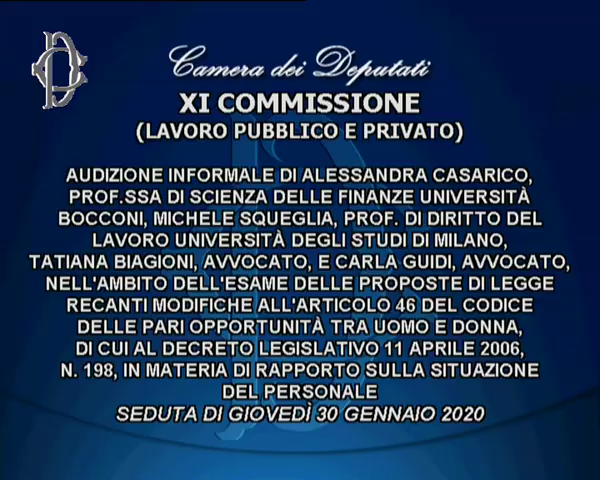 Camera dei Deputati
XI COMMISSIONE
(LAVORO PUBBLICO E PRIVATO)
AUDIZIONE INFORMALE DI ALESSANDRA CASARICO,
PROF.SSA DI SCIENZA DELLE FINANZE UNIVERSITÀ
BOCCONI, MICHELE SQUEGLIA, PROF. DI DIRITTO DEL
LAVORO UNIVERSITÀ DEGLI STUDI DI MILANO,
TATIANA BIAGIONI, AVVOCATO, E CARLA GUIDI, AVVOCATO,
NELL'AMBITO DELL'ESAME DELLE PROPOSTE DI LEGGE
RECANTI MODIFICHE ALL'ARTICOLO 46 DEL CODICE
DELLE PARI OPPORTUNITÀ TRA UOMO E DONNA,
DI CUI AL DECRETO LEGISLATIVO 11 APRILE 2006,
N. 198, IN MATERIA DI RAPPORTO SULLA SITUAZIONE
DEL PERSONALE
SEDUTA DI GIOVEDÌ 30 GENNAIO 2020